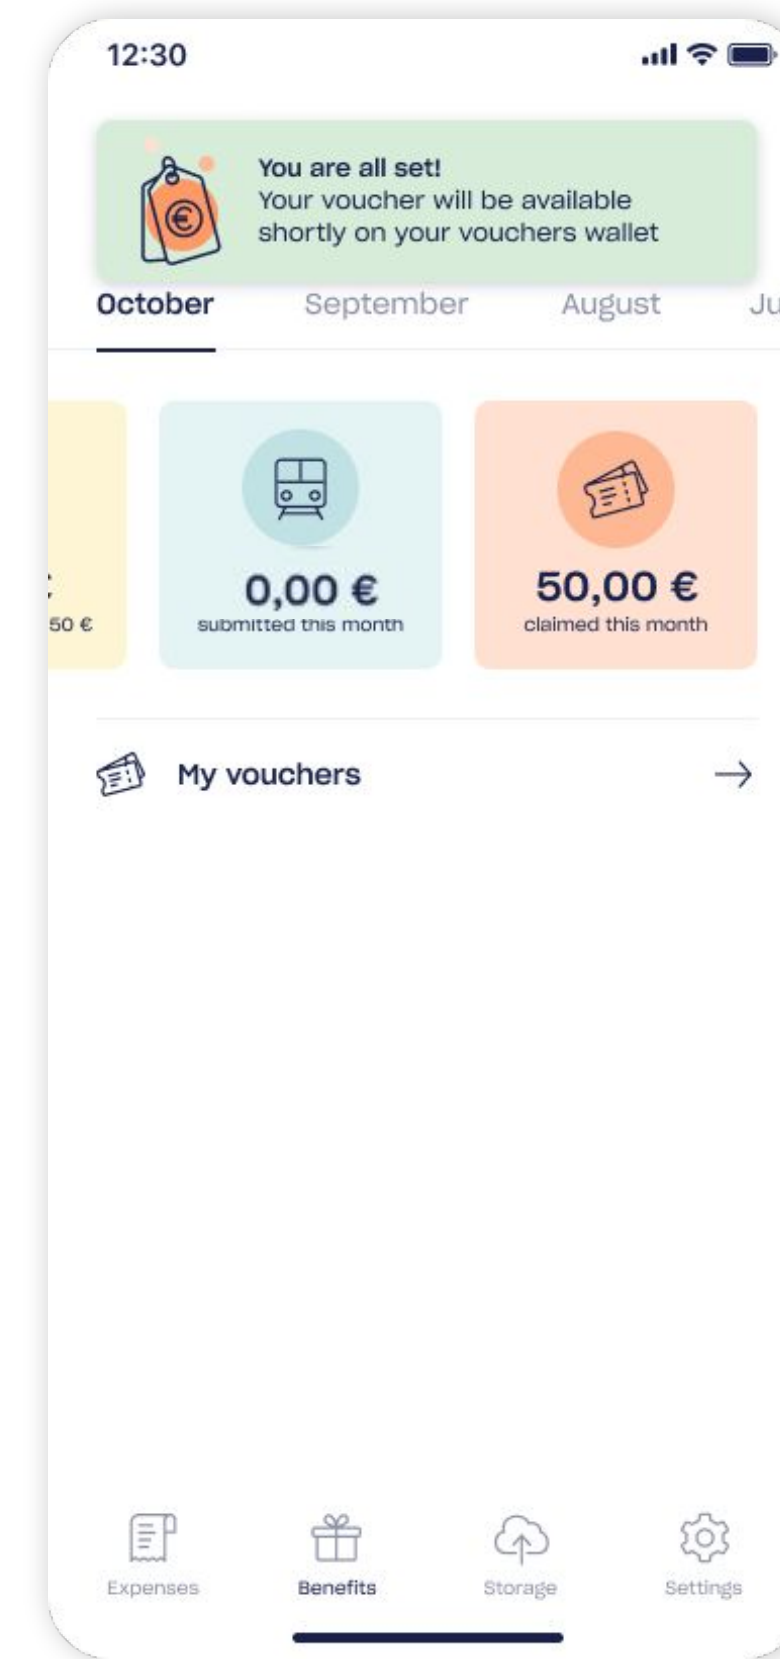 12:30
You are all set!
Your voucher will be available
shortly on your vouchers wallet
October September August Ju
50 €
0,00 €
submitted this month
50,00 €
claimed this month
My vouchers
Expenses Benefits Storage Settings